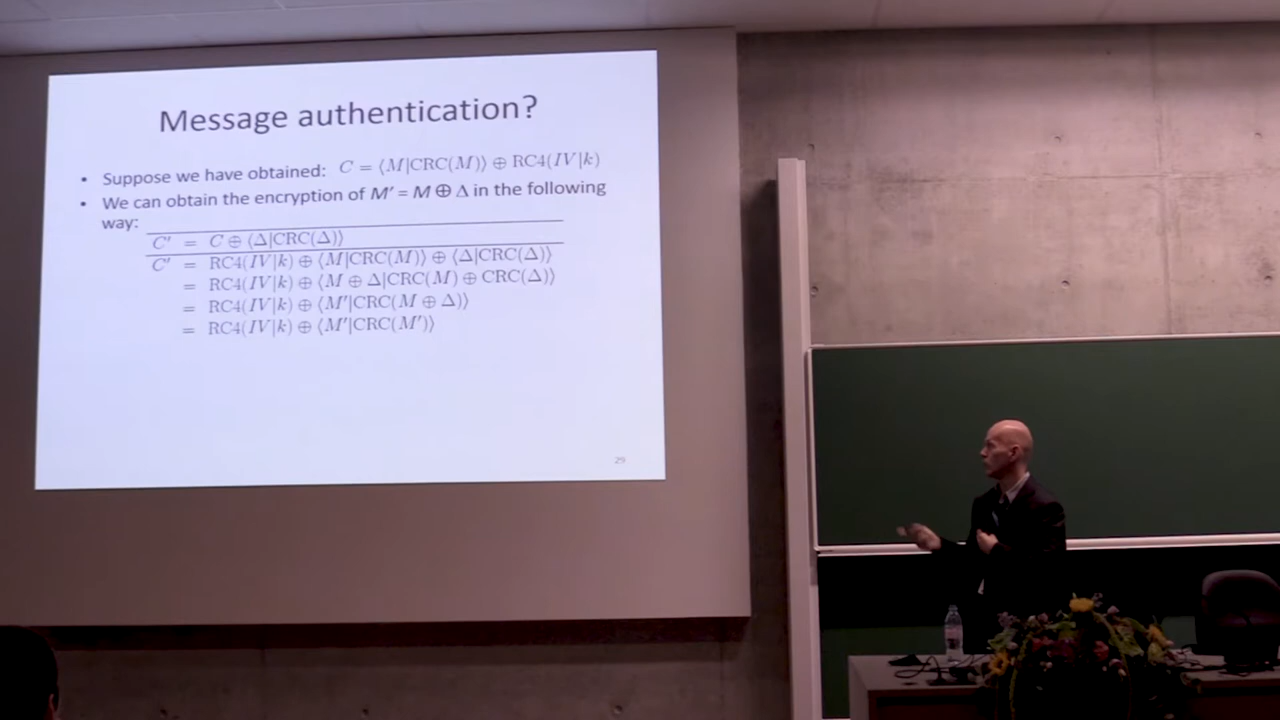 Message authentication?
• Suppose we have obtained: C = ⟨M|CRC(M)⟩ ⊕ RC4(IV|k)
• We can obtain the encryption of M' = M ⊕ Δ in the following
way:
C' = C ⊕ ⟨Δ|CRC(Δ)⟩
C' = RC4(IV|k) ⊕ ⟨M|CRC(M)⟩ ⊕ ⟨Δ|CRC(Δ)⟩
= RC4(IV|k) ⊕ ⟨M ⊕ Δ|CRC(M) ⊕ CRC(Δ)⟩
= RC4(IV|k) ⊕ ⟨M'|CRC(M ⊕ Δ)⟩
= RC4(IV|k) ⊕ ⟨M'|CRC(M')⟩
29